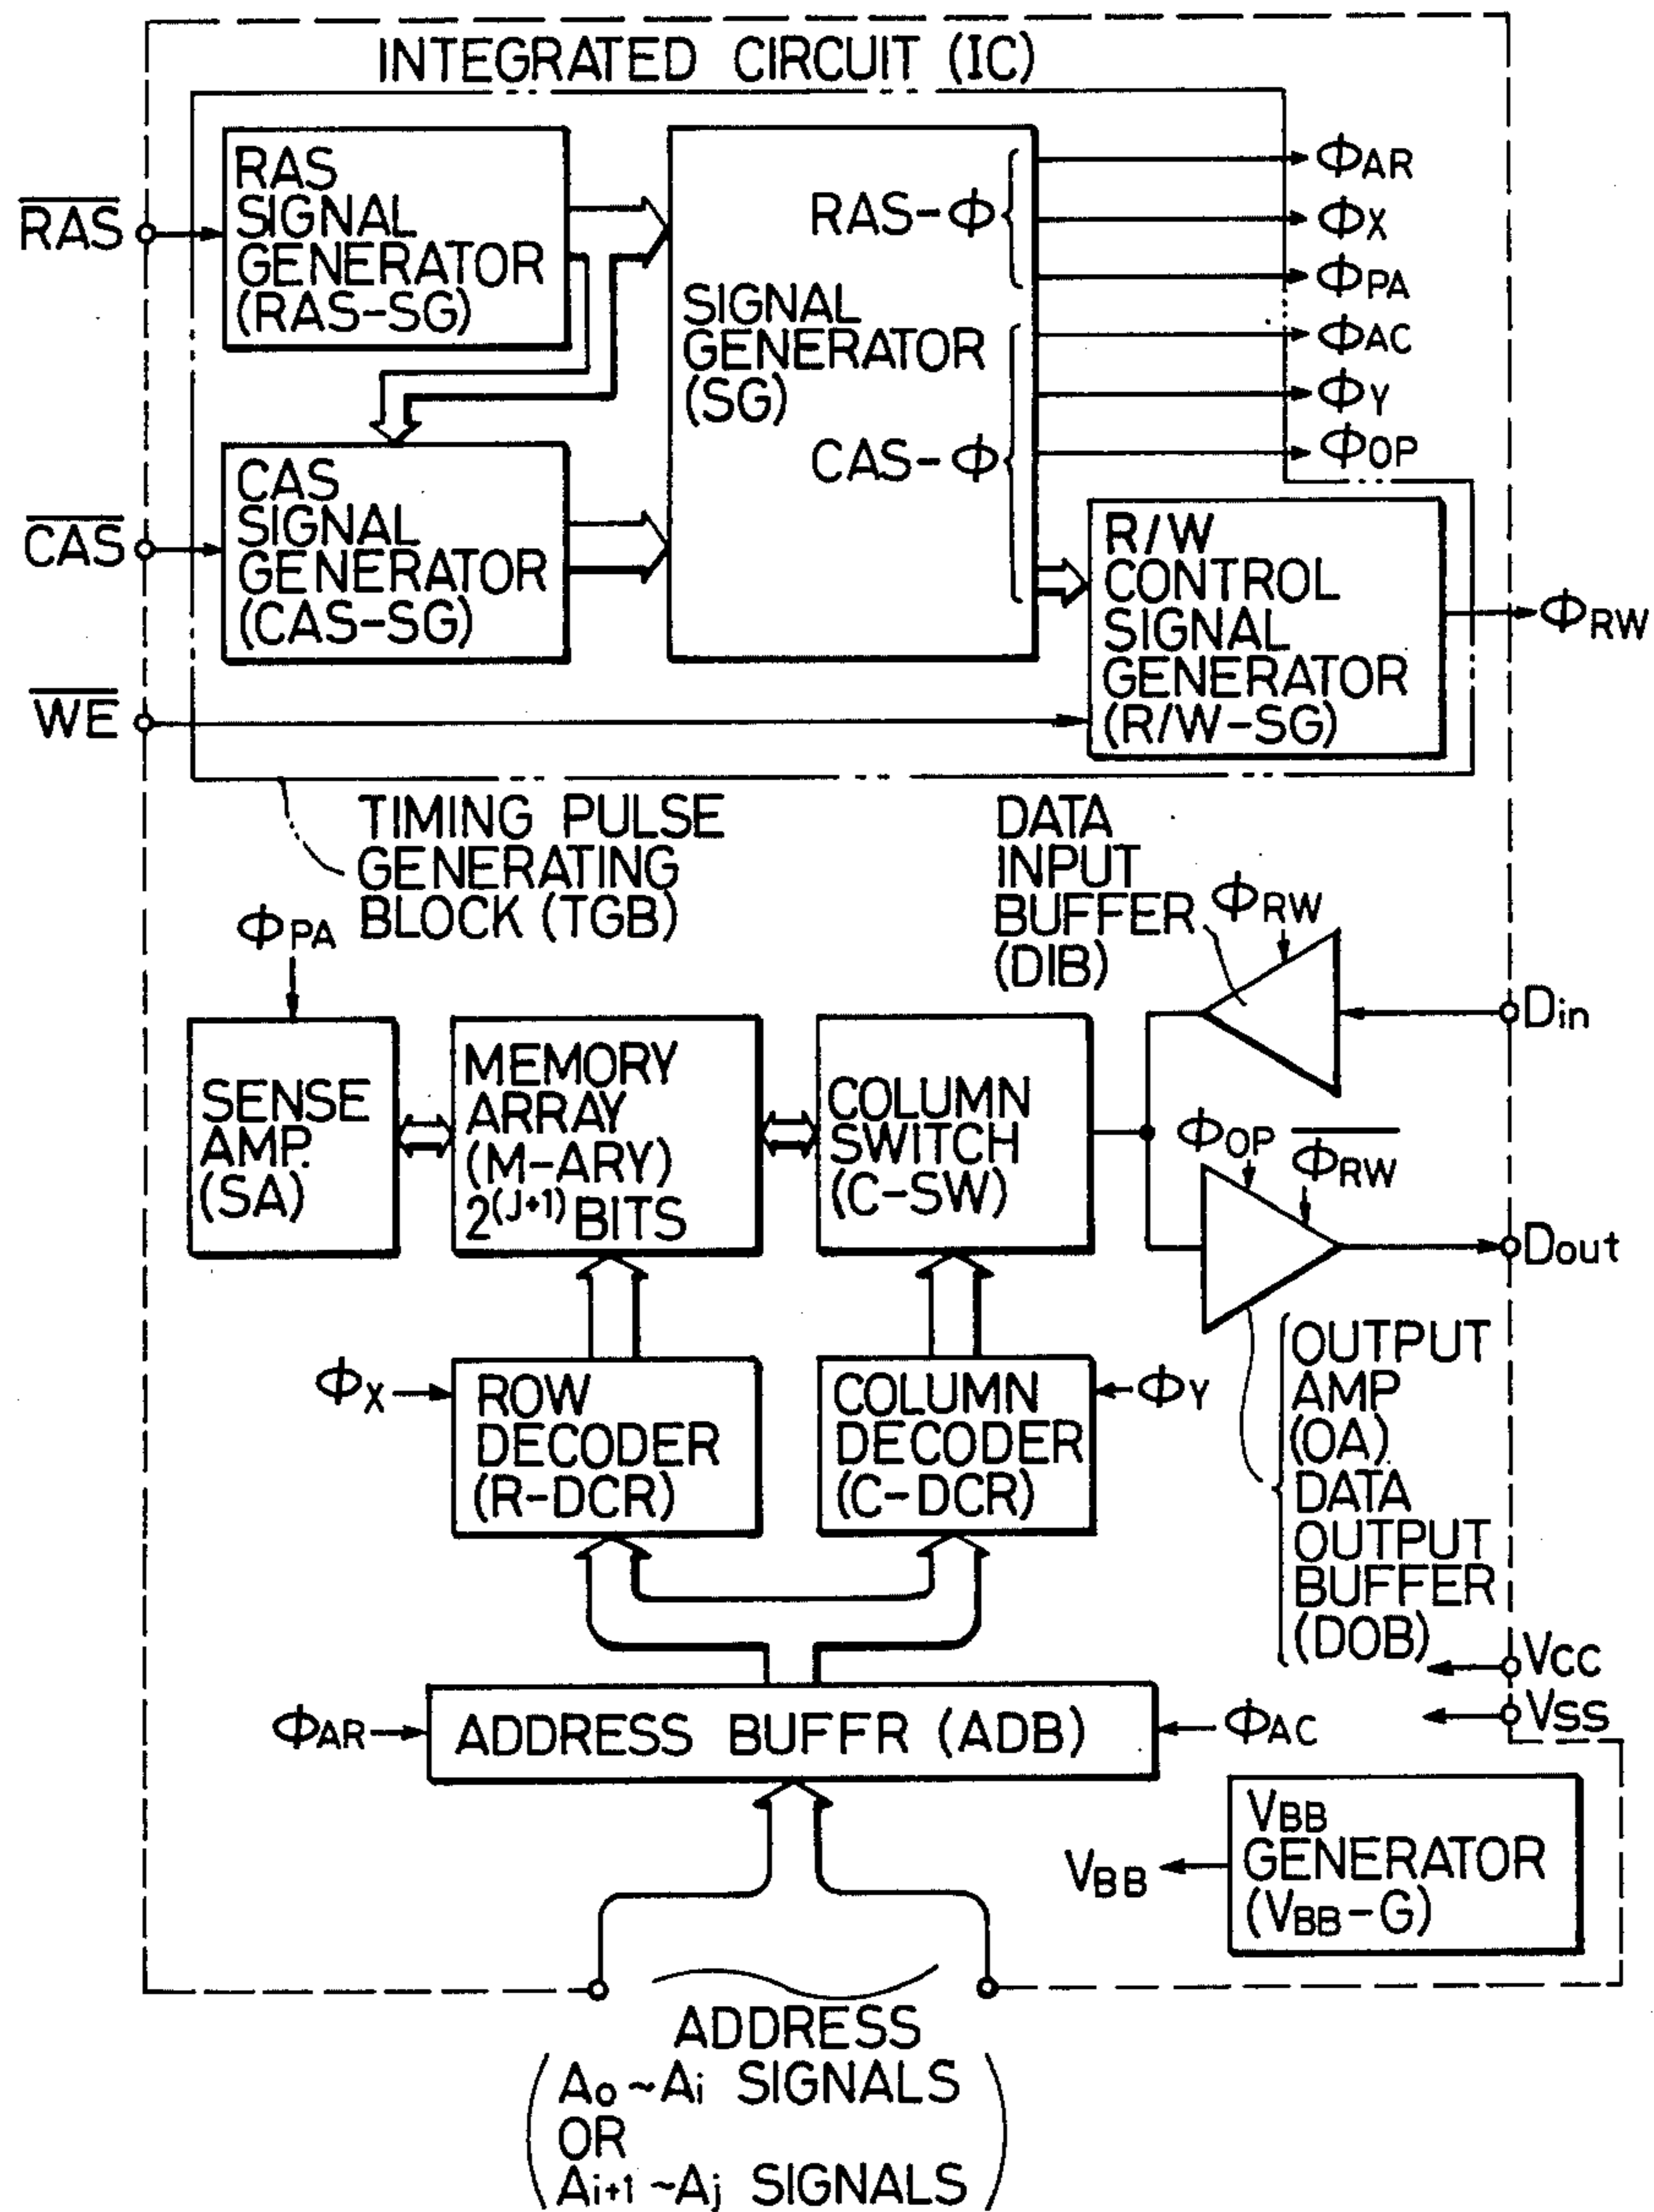 INTEGRATED CIRCUIT (IC)
RAS
SIGNAL
GENERATOR
(RAS-SG)
RAS
SIGNAL
GENERATOR
(SG)
RAS-ϕ
CAS-ϕ
ϕAR
ϕX
ϕPA
ϕAC
ϕY
ϕOP
CAS
SIGNAL
GENERATOR
(CAS-SG)
CAS
R/W
CONTROL
SIGNAL
GENERATOR
(R/W-SG)
ϕRW
WE
TIMING PULSE
GENERATING
BLOCK (TGB)
DATA
INPUT
BUFFER
(DIB)
ϕRW
ϕPA
Din
SENSE
AMP.
(SA)
MEMORY
ARRAY
(M-ARY)
2(J+1) BITS
COLUMN
SWITCH
(C-SW)
ϕOP
ϕRW
Dout
ϕX
ROW
DECODER
(R-DCR)
COLUMN
DECODER
(C-DCR)
ϕY
OUTPUT
AMP
(OA)
DATA
OUTPUT
BUFFER
(DOB)
VCC
VSS
ϕAR
ADDRESS BUFFR (ADB)
ϕAC
VBB
VBB
GENERATOR
(VBB-G)
ADDRESS
(A0~Ai SIGNALS
OR
Ai+1~Aj SIGNALS)